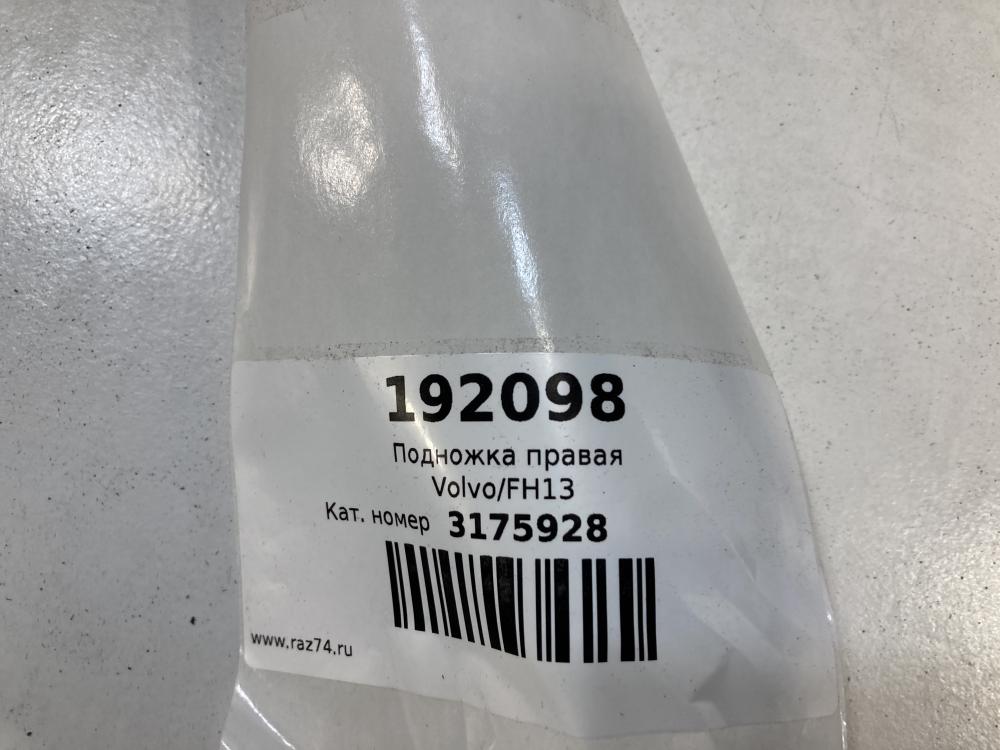 192098
Подножка правая
Volvo/FH13
Кат. номер 3175928
www.raz74.ru